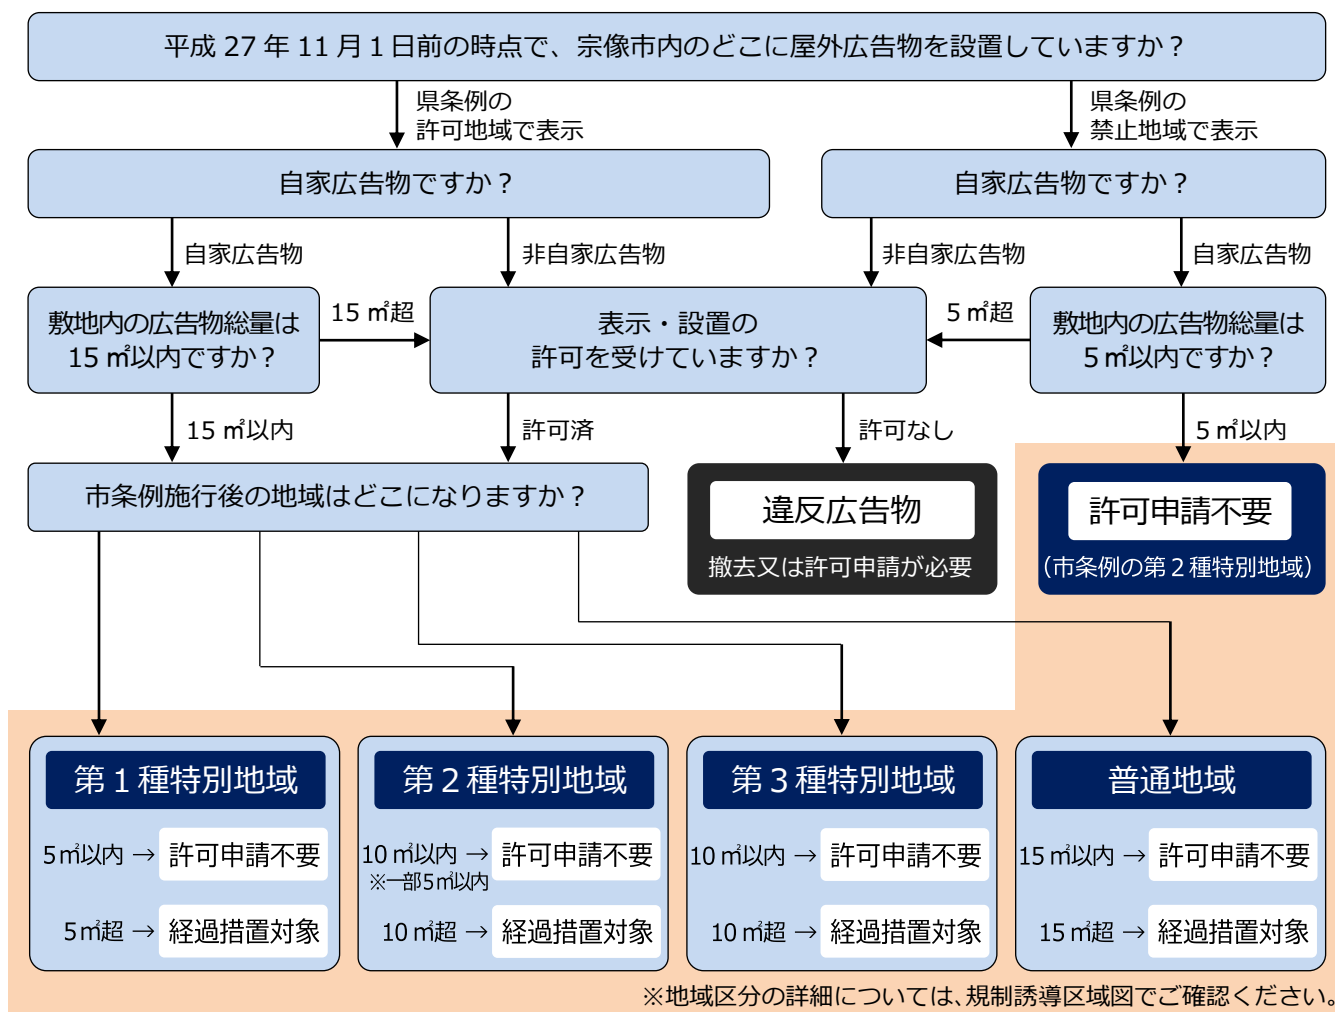 平成 27 年 11 月 1 日前の時点で、宗像市内のどこに屋外広告物を設置していますか？
県条例の
許可地域で表示
県条例の
禁止地域で表示
自家広告物ですか？
自家広告物ですか？
自家広告物
非自家広告物
非自家広告物
自家広告物
敷地内の広告物総量は
15 ㎡以内ですか？
15 ㎡超
表示・設置の
許可を受けていますか？
5 ㎡超
敷地内の広告物総量は
5 ㎡以内ですか？
15 ㎡以内
許可済
許可なし
5 ㎡以内
市条例施行後の地域はどこになりますか？
違反広告物
撤去又は許可申請が必要
許可申請不要
（市条例の第２種特別地域）
第１種特別地域
5㎡以内 → 許可申請不要
5㎡超 → 経過措置対象
第２種特別地域
10 ㎡以内 → 許可申請不要
※一部5㎡以内
10 ㎡超 → 経過措置対象
第３種特別地域
10 ㎡以内 → 許可申請不要
10 ㎡超 → 経過措置対象
普通地域
15 ㎡以内 → 許可申請不要
15 ㎡超 → 経過措置対象
※地域区分の詳細については、規制誘導区域図でご確認ください。